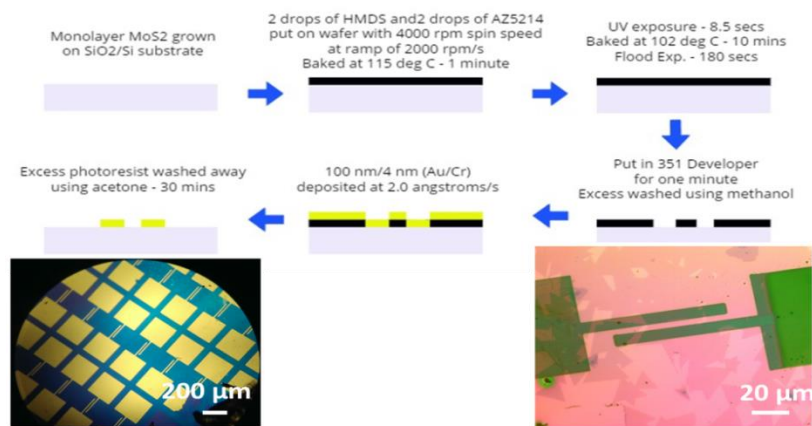 Monolayer MoS2 grown
on SiO2/Si substrate
2 drops of HMDS and2 drops of AZ5214
put on wafer with 4000 rpm spin speed
at ramp of 2000 rpm/s
Baked at 115 deg C - 1 minute
UV exposure - 8.5 secs
Baked at 102 deg C - 10 mins
Flood Exp. - 180 secs
Put in 351 Developer
for one minute
Excess washed using methanol
100 nm/4 nm (Au/Cr)
deposited at 2.0 angstroms/s
Excess photoresist washed away
using acetone - 30 mins
200 μm
20 μm